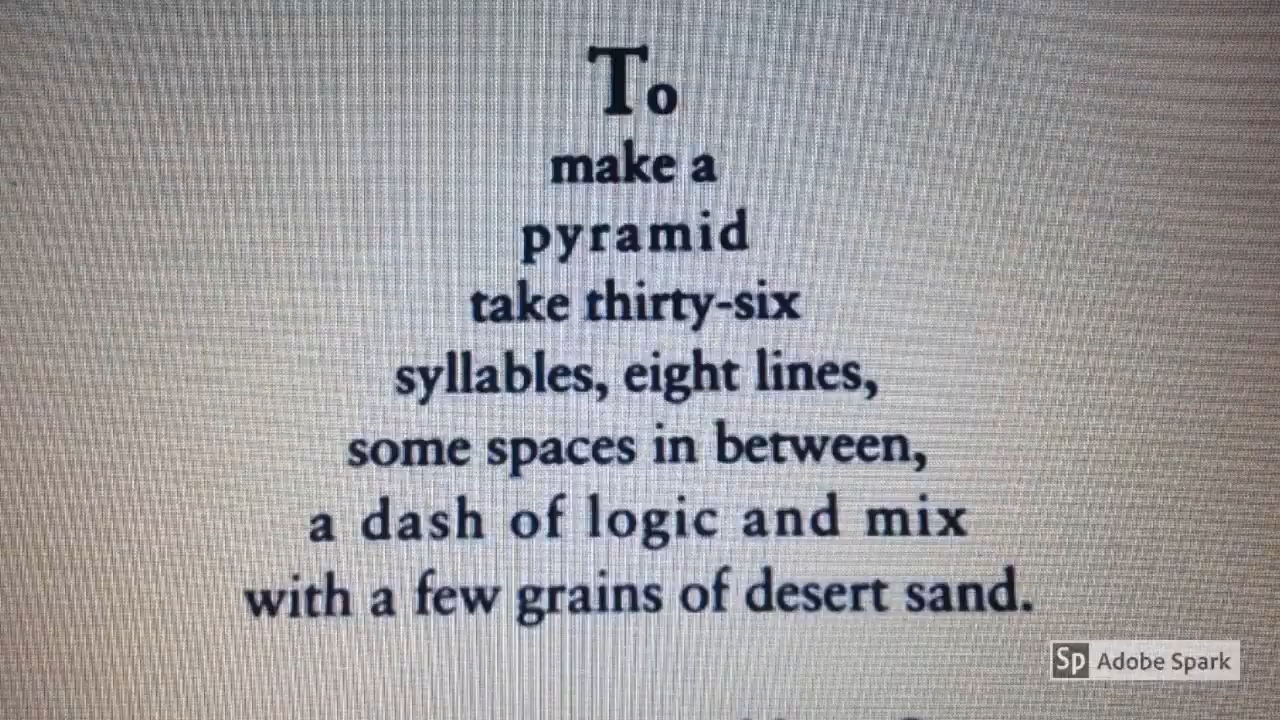 To
make a
pyramid
take thirty-six
syllables, eight lines,
some spaces in between,
a dash of logic and mix
with a few grains of desert sand.
Sp Adobe Spark